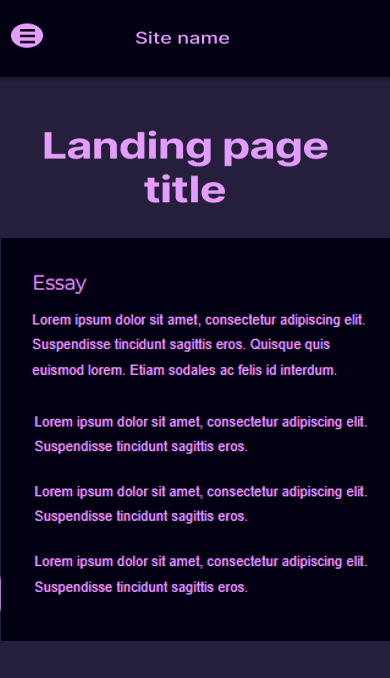 Site name
Landing page
title
Essay
Lorem ipsum dolor sit amet, consectetur adipiscing elit.
Suspendisse tincidunt sagittis eros. Quisque quis
euismod lorem. Etiam sodales ac felis id interdum.
Lorem ipsum dolor sit amet, consectetur adipiscing elit.
Suspendisse tincidunt sagittis eros.
Lorem ipsum dolor sit amet, consectetur adipiscing elit.
Suspendisse tincidunt sagittis eros.
Lorem ipsum dolor sit amet, consectetur adipiscing elit.
Suspendisse tincidunt sagittis eros.